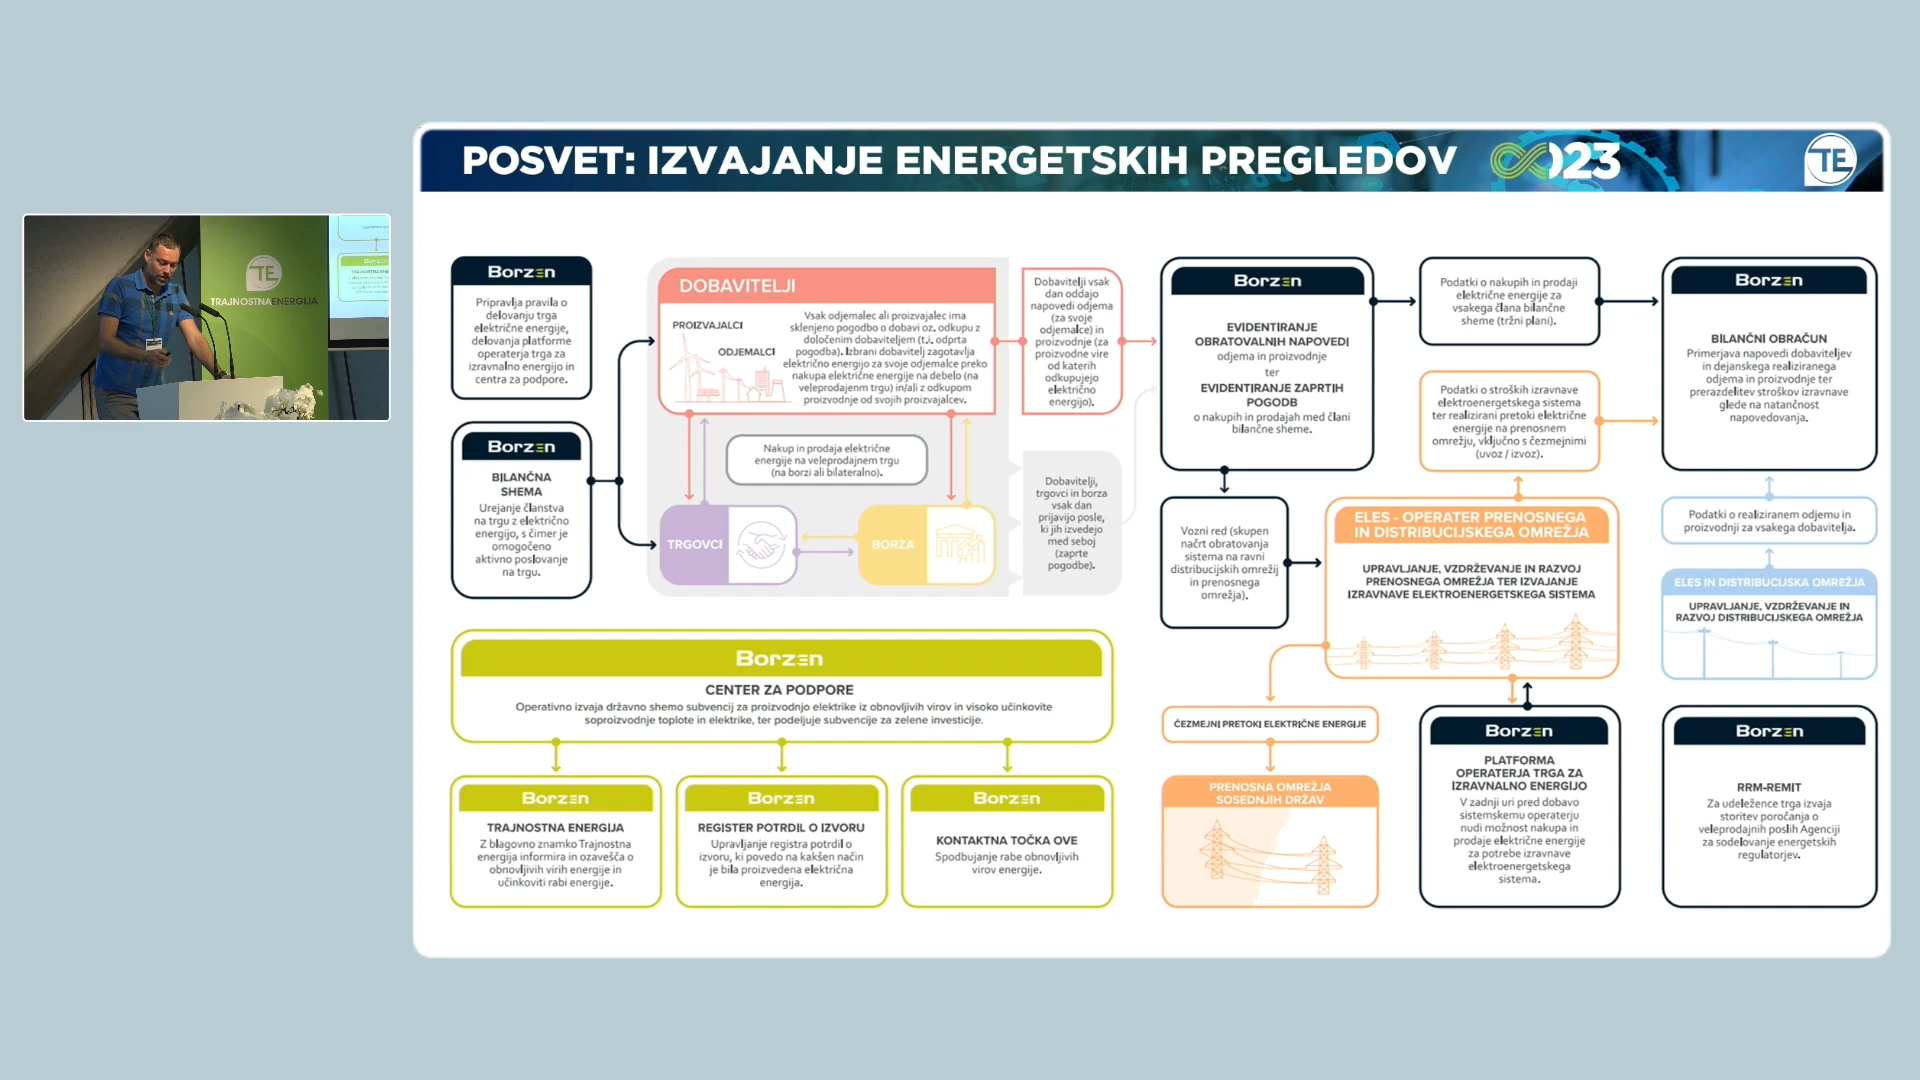 POSVET: IZVAJANJE ENERGETSKIH PREGLEDOV
2023
TE
TE
TRAJNOSTNAENERGIJA
Borzen
Pripravlja pravila o
delovanju trga
električne energije,
delovanja platforme
operaterja trga za
izravnalno energijo in
centra za podpore.
Borzen
BILANČNA
SHEMA
Urejanje članstva
na trgu z električno
energijo, s čimer je
omogočeno
aktivno poslovanje
na trgu.
DOBAVITELJI
PROIZVAJALCI
ODJEMALCI
Vsak odjemalec ali proizvajalec ima
sklenjeno pogodbo o dobavi oz. odkupu z
določenim dobaviteljem (t.i. odprta
pogodba). Izbrani dobavitelj zagotavlja
električno energijo za svoje odjemalce preko
nakupa električne energije na debelo (na
veleprodajenm trgu) in/ali z odkupom
proizvodnje od svojih proizvajalcev.
Nakup in prodaja električne
energije na veleprodajnem trgu
(na borzi ali bilateralno).
TRGOVCI
BORZA
Dobavitelji vsak
dan oddajo
napovedi odjema
(za svoje
odjemalce) in
proizvodnje (za
proizvodne vire
od katerih
odkupujejo
električno
energijo).
Dobavitelji,
trgovci in borza
vsak dan
prijavijo posle,
ki jih izvedejo
med seboj
(zaprte
pogodbe).
Borzen
EVIDENTIRANJE
OBRATOVALNIH NAPOVEDI
odjema in proizvodnje
ter
EVIDENTIRANJE ZAPRTIH
POGODB
o nakupih in prodajah med člani
bilančne sheme.
Podatki o nakupih in prodaji
električne energije za
vsakega člana bilančne
sheme (tržni plani).
Borzen
BILANČNI OBRAČUN
Primerjava napovedi dobaviteljev
in dejanskega realiziranega
odjema in proizvodnje ter
prerazdelitev stroškov izravnave
glede na natančnost
napovedovanja.
Podatki o stroških izravnave
elektroenergetskega sistema
ter realizirani pretoki električne
energije na prenosnem
omrežju, vključno s čezmejnimi
(uvoz / izvoz).
Vozni red (skupen
načrt obratovanja
sistema na ravni
distribucijskih omrežij
in prenosnega
omrežja).
ELES - OPERATER PRENOSNEGA
IN DISTRIBUCIJSKEGA OMREŽJA
UPRAVLJANJE, VZDRŽEVANJE IN RAZVOJ
PRENOSNEGA OMREŽJA TER IZVAJANJE
IZRAVNAVE ELEKTROENERGETSKEGA SISTEMA
Podatki o realiziranem odjemu in
proizvodnji za vsakega dobavitelja.
ELES IN DISTRIBUCIJSKA OMREŽJA
UPRAVLJANJE, VZDRŽEVANJE IN
RAZVOJ DISTRIBUCIJSKEGA OMREŽJA
Borzen
CENTER ZA PODPORE
Operativno izvaja državno shemo subvencij za proizvodnjo elektrike iz obnovljivih virov in visoko učinkovite
soproizvodnje toplote in elektrike, ter podeljuje subvencije za zelene investicije.
Borzen
TRAJNOSTNA ENERGIJA
Z blagovno znamko Trajnostna
energija informira in ozavešča o
obnovljivih virih energije in
učinkoviti rabi energije.
Borzen
REGISTER POTRDIL O IZVORU
Upravljanje registra potrdil o
izvoru, ki povedo na kakšen način
je bila proizvedena električna
energija.
Borzen
KONTAKTNA TOČKA OVE
Spodbujanje rabe obnovljivih
virov energije.
ČEZMEJNI PRETOKI ELEKTRIČNE ENERGIJE
PRENOSNA OMREŽJA
SOSEDNJIH DRŽAV
Borzen
PLATFORMA
OPERATERJA TRGA ZA
IZRAVNALNO ENERGIJO
V zadnji uri pred dobavo
sistemskemu operaterju
nudi možnost nakupa in
prodaje električne energije
za potrebe izravnave
elektroenergetskega
sistema.
Borzen
RRM-REMIT
Za udeležence trga izvaja
storitev poročanja o
veleprodajnih poslih Agenciji
za sodelovanje energetskih
regulatorjev.